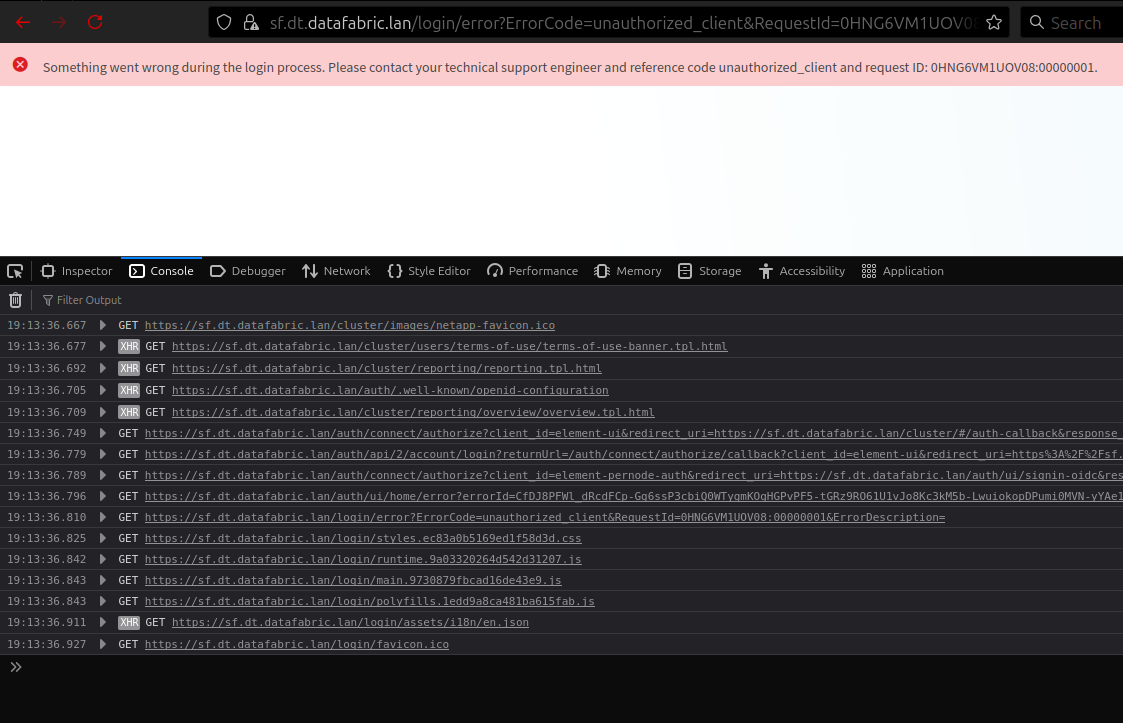 sf.dt.datafabric.lan/login/error?ErrorCode=unauthorized_client&RequestId=0HNG6VM1UOV08
Search
Something went wrong during the login process. Please contact your technical support engineer and reference code unauthorized_client and request ID: 0HNG6VM1UOV08:00000001.
Inspector Console Debugger Network Style Editor Performance Memory Storage Accessibility Application
Filter Output
19:13:36.667 GET https://sf.dt.datafabric.lan/cluster/images/netapp-favicon.ico
19:13:36.677 XHR GET https://sf.dt.datafabric.lan/cluster/users/terms-of-use/terms-of-use-banner.tpl.html
19:13:36.692 XHR GET https://sf.dt.datafabric.lan/cluster/reporting/reporting.tpl.html
19:13:36.705 XHR GET https://sf.dt.datafabric.lan/auth/.well-known/openid-configuration
19:13:36.709 XHR GET https://sf.dt.datafabric.lan/cluster/reporting/overview/overview.tpl.html
19:13:36.749 GET https://sf.dt.datafabric.lan/auth/connect/authorize?client_id=element-ui&redirect_uri=https://sf.dt.datafabric.lan/cluster/#/auth-callback&response_
19:13:36.779 GET https://sf.dt.datafabric.lan/auth/api/2/account/login?returnUrl=/auth/connect/authorize/callback?client_id=element-ui&redirect_uri=https%3A%2F%2Fsf.
19:13:36.789 GET https://sf.dt.datafabric.lan/auth/connect/authorize?client_id=element-pernode-auth&redirect_uri=https://sf.dt.datafabric.lan/auth/ui/signin-oidc&res
19:13:36.796 GET https://sf.dt.datafabric.lan/auth/ui/home/error?errorId=CfDJ8PFWl_dRcdFCp-Gg6ssP3cbiQ0WTygmKOqHGPvPF5-tGRz9RO61U1vJo8Kc3kM5b-LwuiokopDPumi0MVN-yYAe1
19:13:36.810 GET https://sf.dt.datafabric.lan/login/error?ErrorCode=unauthorized_client&RequestId=0HNG6VM1UOV08:00000001&ErrorDescription=
19:13:36.825 GET https://sf.dt.datafabric.lan/login/styles.ec83a0b5169ed1f58d3d.css
19:13:36.842 GET https://sf.dt.datafabric.lan/login/runtime.9a03320264d542d31207.js
19:13:36.843 GET https://sf.dt.datafabric.lan/login/main.9730879fbcad16de43e9.js
19:13:36.843 GET https://sf.dt.datafabric.lan/login/polyfills.1edd9a8ca481ba615fab.js
19:13:36.911 XHR GET https://sf.dt.datafabric.lan/login/assets/i18n/en.json
19:13:36.927 GET https://sf.dt.datafabric.lan/login/favicon.ico